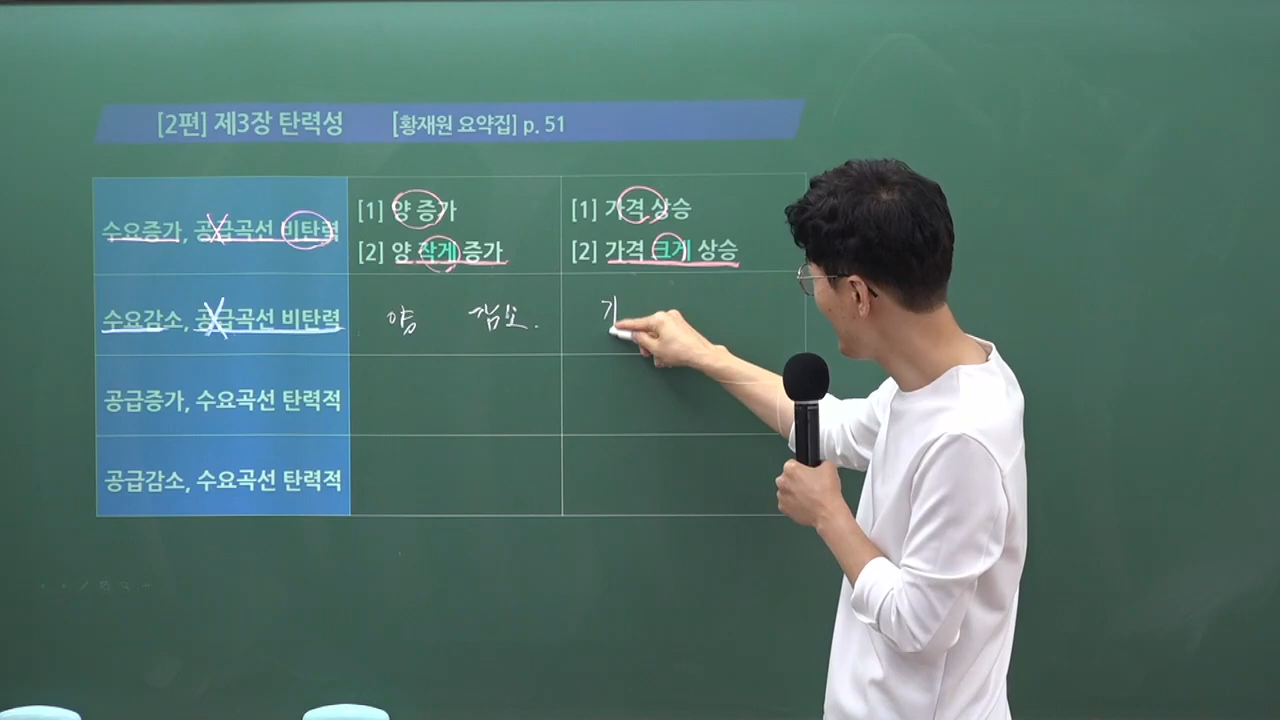 [2편] 제3장 탄력성 [황재원 요약집] p. 51
수요증가, 공급곡선 비탄력
[1] 양 증가
[2] 양 작게 증가
[1] 가격 상승
[2] 가격 크게 상승
수요감소, 공급곡선 비탄력
양 감소.
가
공급증가, 수요곡선 탄력적
공급감소, 수요곡선 탄력적